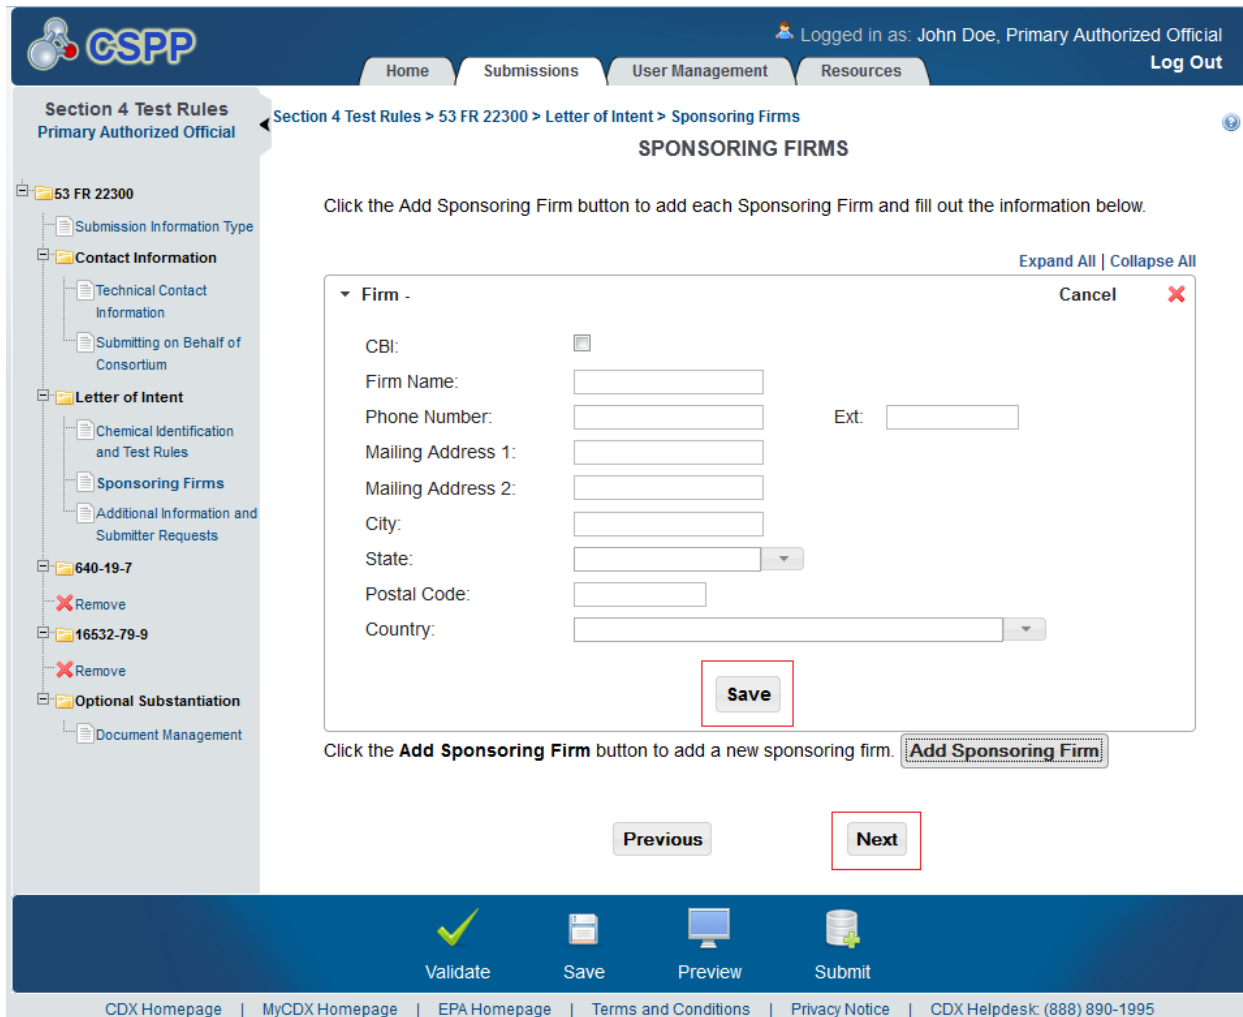 CSPP
Logged in as: John Doe, Primary Authorized Official
Log Out
Home Submissions User Management Resources
Section 4 Test Rules
Primary Authorized Official
53 FR 22300
Submission Information Type
Contact Information
Technical Contact
Information
Submitting on Behalf of
Consortium
Letter of Intent
Chemical Identification
and Test Rules
Sponsoring Firms
Additional Information and
Submitter Requests
640-19-7
Remove
16532-79-9
Remove
Optional Substantiation
Document Management
Section 4 Test Rules > 53 FR 22300 > Letter of Intent > Sponsoring Firms
SPONSORING FIRMS
Click the Add Sponsoring Firm button to add each Sponsoring Firm and fill out the information below.
Expand All | Collapse All
Firm - Cancel
CBI:
Firm Name:
Phone Number: Ext:
Mailing Address 1:
Mailing Address 2:
City:
State:
Postal Code:
Country:
Save
Click the Add Sponsoring Firm button to add a new sponsoring firm. Add Sponsoring Firm
Previous Next
Validate Save Preview Submit
CDX Homepage | MyCDX Homepage | EPA Homepage | Terms and Conditions | Privacy Notice | CDX Helpdesk: (888) 890-1995